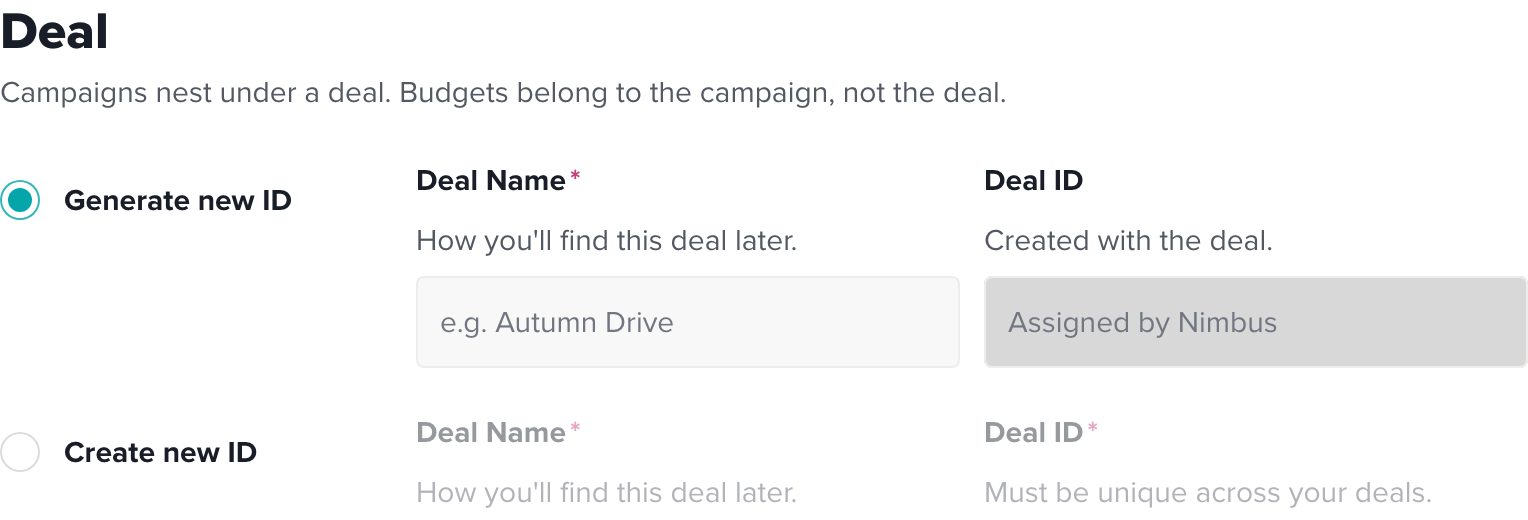 Deal
Campaigns nest under a deal. Budgets belong to the campaign, not the deal.
Generate new ID
Deal Name*
How you'll find this deal later.
e.g. Autumn Drive
Deal ID
Created with the deal.
Assigned by Nimbus
Create new ID
Deal Name*
How you'll find this deal later.
Deal ID*
Must be unique across your deals.